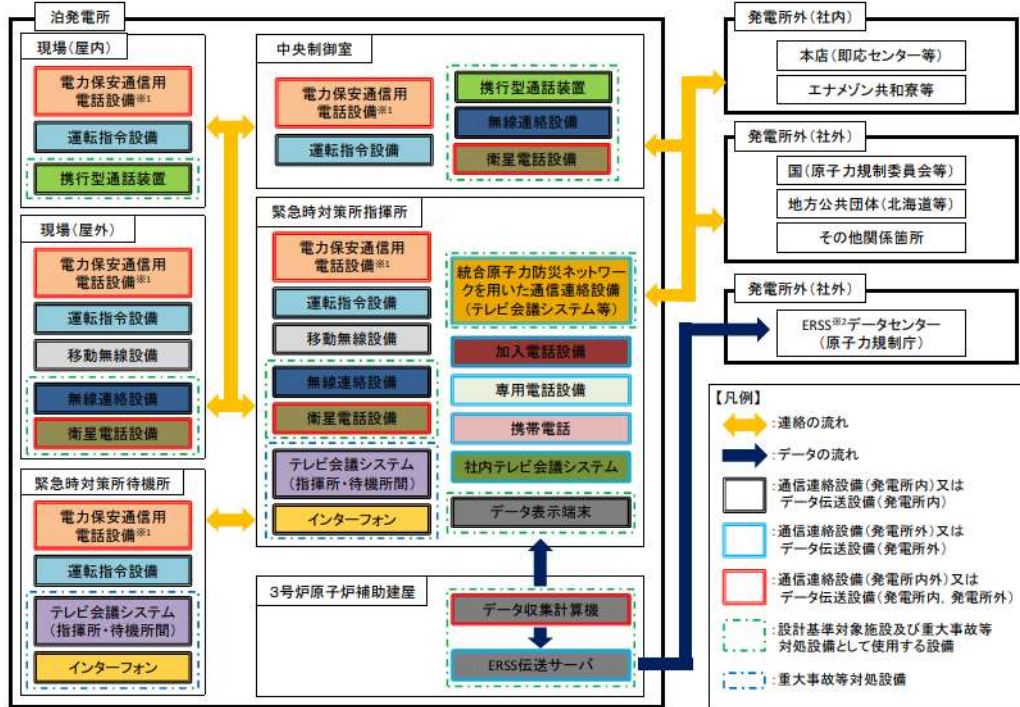 泊発電所
現場(屋内)
電力保安通信用
電話設備※1
運転指令設備
携行型通話装置
現場(屋外)
電力保安通信用
電話設備※1
運転指令設備
移動無線設備
無線連絡設備
衛星電話設備
緊急時対策所待機所
電力保安通信用
電話設備※1
運転指令設備
テレビ会議システム
(指揮所・待機所間)
インターフォン
中央制御室
電力保安通信用
電話設備※1
運転指令設備
携行型通話装置
無線連絡設備
衛星電話設備
緊急時対策所指揮所
電力保安通信用
電話設備※1
運転指令設備
移動無線設備
無線連絡設備
衛星電話設備
テレビ会議システム
(指揮所・待機所間)
インターフォン
統合原子力防災ネットワー
クを用いた通信連絡設備
(テレビ会議システム等)
加入電話設備
専用電話設備
携帯電話
社内テレビ会議システム
データ表示端末
3号炉原子炉補助建屋
データ収集計算機
ERSS伝送サーバ
発電所外(社内)
本店(即応センター等)
エナメゾン共和寮等
発電所外(社外)
国(原子力規制委員会等)
地方公共団体(北海道等)
その他関係箇所
発電所外(社外)
ERSS※2データセンター
(原子力規制庁)
【凡例】
:連絡の流れ
:データの流れ
:通信連絡設備(発電所内)又は
データ伝送設備(発電所内)
:通信連絡設備(発電所外)又は
データ伝送設備(発電所外)
:通信連絡設備(発電所内外)又は
データ伝送設備(発電所内、発電所外)
:設計基準対象施設及び重大事故等
対処設備として使用する設備
:重大事故等対処設備